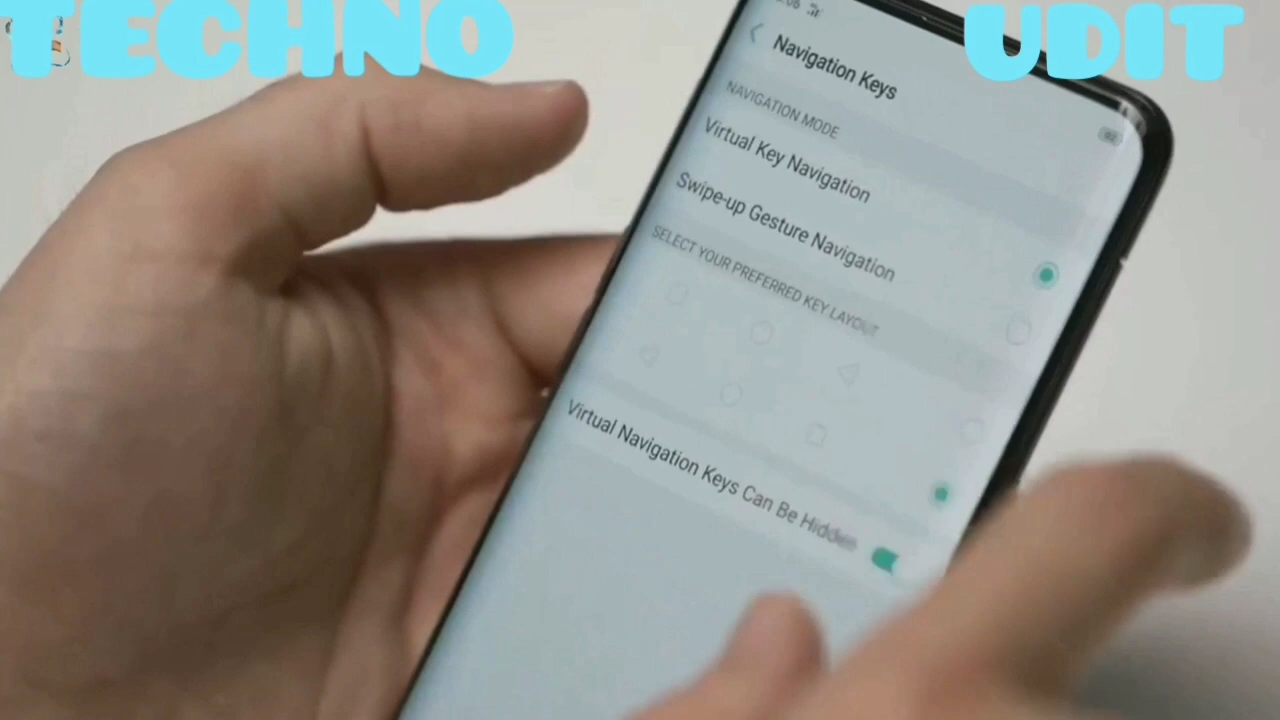 TECHNO UDIT
Navigation Keys
NAVIGATION MODE
Virtual Key Navigation
Swipe-up Gesture Navigation
SELECT YOUR PREFERRED KEY LAYOUT
Virtual Navigation Keys Can Be Hidden